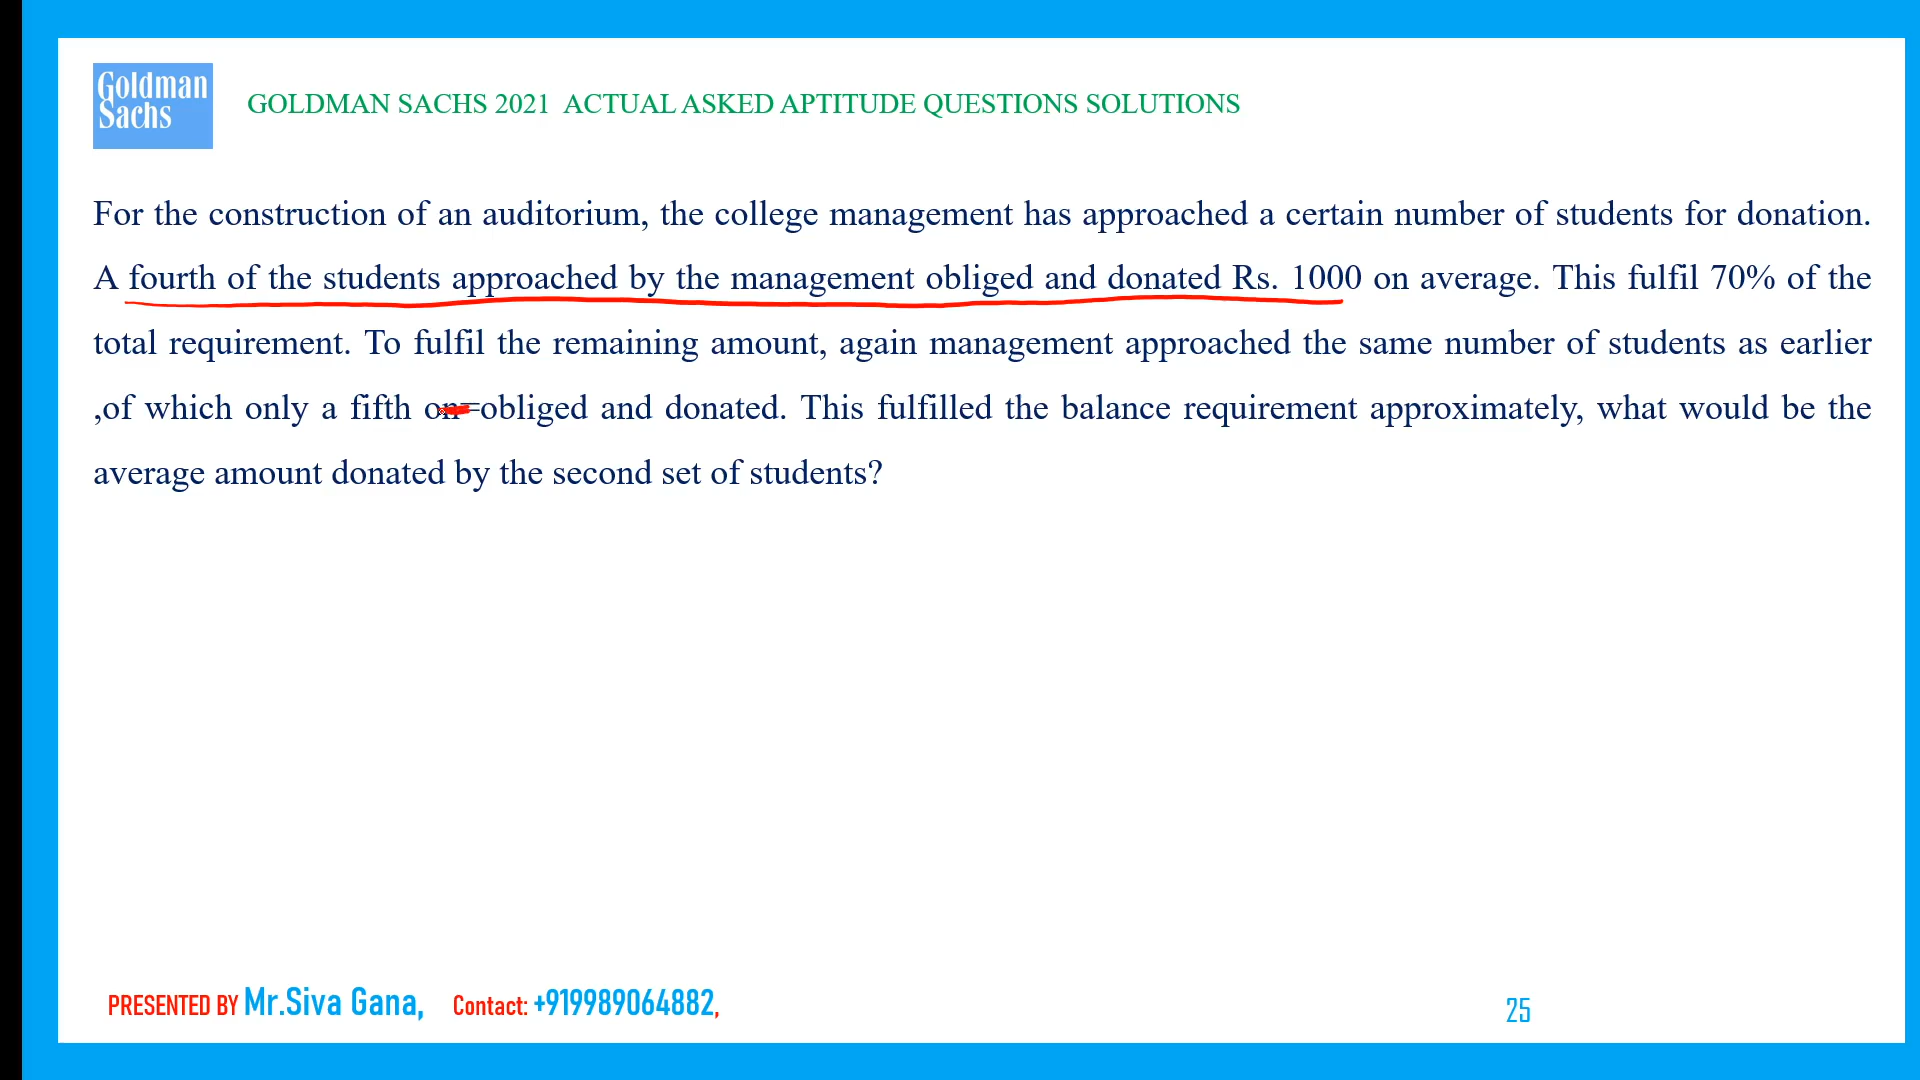 Goldman
Sachs
GOLDMAN SACHS 2021 ACTUAL ASKED APTITUDE QUESTIONS SOLUTIONS
For the construction of an auditorium, the college management has approached a certain number of students for donation.
A fourth of the students approached by the management obliged and donated Rs. 1000 on average. This fulfil 70% of the
total requirement. To fulfil the remaining amount, again management approached the same number of students as earlier
,of which only a fifth on=obliged and donated. This fulfilled the balance requirement approximately, what would be the
average amount donated by the second set of students?
PRESENTED BY Mr.Siva Gana, Contact: +919989064882,
25